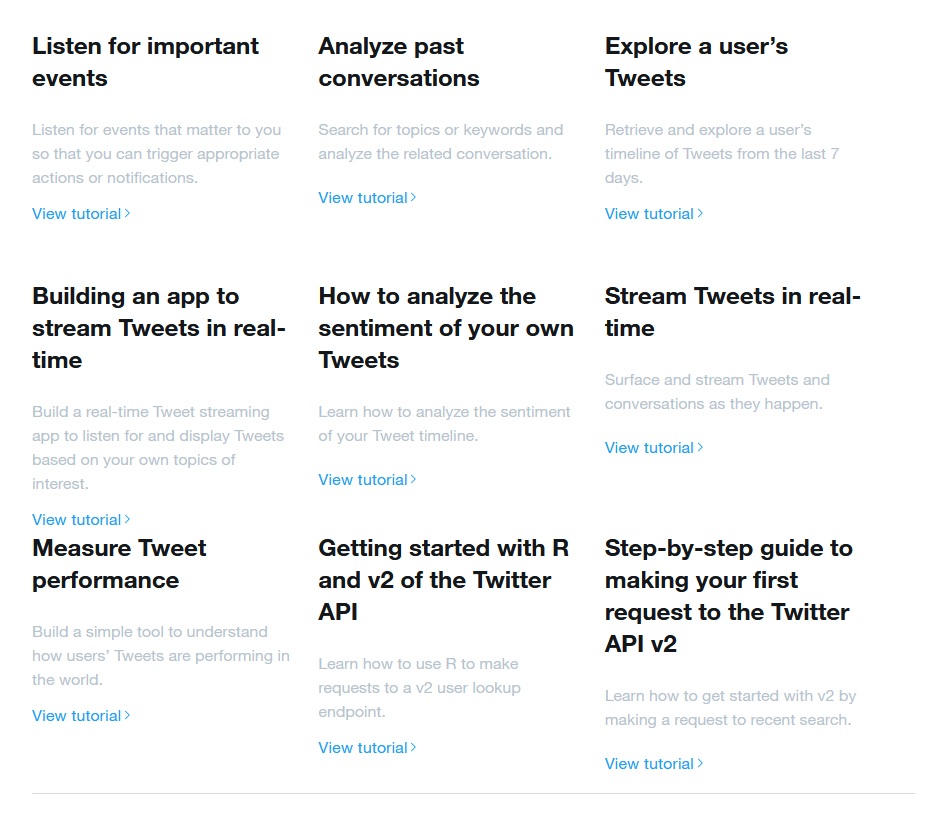 Listen for important
events
Listen for events that matter to you
so that you can trigger appropriate
actions or notifications.
View tutorial
Analyze past
conversations
Search for topics or keywords and
analyze the related conversation.
View tutorial
Explore a user’s
Tweets
Retrieve and explore a user’s
timeline of Tweets from the last 7
days.
View tutorial
Building an app to
stream Tweets in real-
time
Build a real-time Tweet streaming
app to listen for and display Tweets
based on your own topics of
interest.
View tutorial
How to analyze the
sentiment of your own
Tweets
Learn how to analyze the sentiment
of your Tweet timeline.
View tutorial
Stream Tweets in real-
time
Surface and stream Tweets and
conversations as they happen.
View tutorial
Measure Tweet
performance
Build a simple tool to understand
how users’ Tweets are performing in
the world.
View tutorial
Getting started with R
and v2 of the Twitter
API
Learn how to use R to make
requests to a v2 user lookup
endpoint.
View tutorial
Step-by-step guide to
making your first
request to the Twitter
API v2
Learn how to get started with v2 by
making a request to recent search.
View tutorial